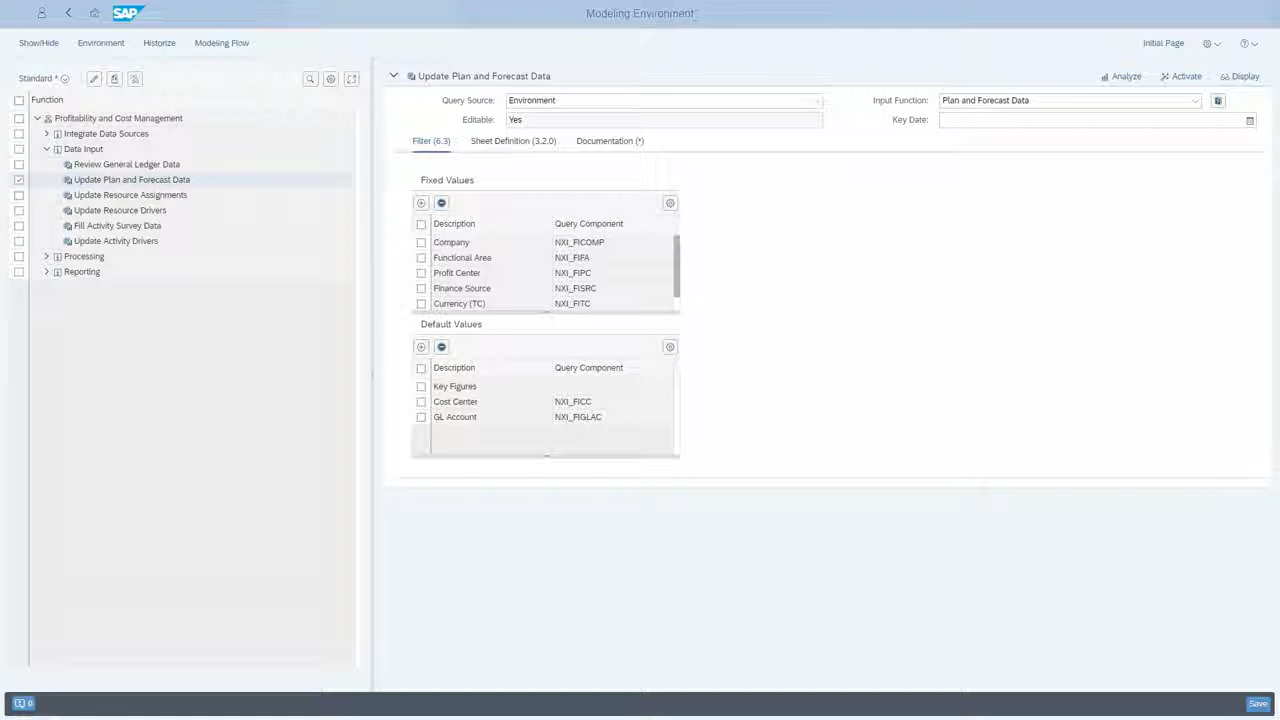 SAP
Modeling Environment
Show/Hide Environment Historize Modeling Flow
Initial Page
Standard *
Function
Profitability and Cost Management
Integrate Data Sources
Data Input
Review General Ledger Data
Update Plan and Forecast Data
Update Resource Assignments
Update Resource Drivers
Fill Activity Survey Data
Update Activity Drivers
Processing
Reporting
Update Plan and Forecast Data
Analyze Activate Display
Query Source: Environment
Input Function: Plan and Forecast Data
Editable: Yes
Key Date:
Filter (6.3) Sheet Definition (3.2.0) Documentation (*)
Fixed Values
Description Query Component
Company NXI_FICOMP
Functional Area NXI_FIFA
Profit Center NXI_FIPC
Finance Source NXI_FISRC
Currency (TC) NXI_FITC
Default Values
Description Query Component
Key Figures
Cost Center NXI_FICC
GL Account NXI_FIGLAC
0
Save